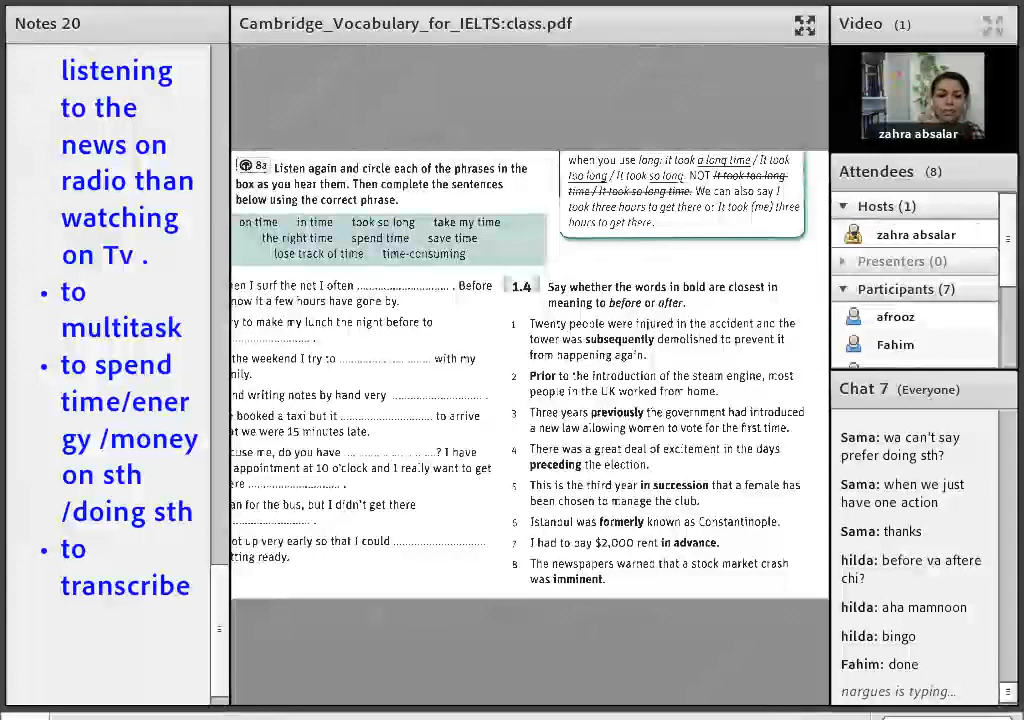 Notes 20
listening
to the
news on
radio than
watching
on Tv .
• to
multitask
• to spend
time/ener
gy /money
on sth
/doing sth
• to
transcribe
Cambridge_Vocabulary_for_IELTS:class.pdf
8a Listen again and circle each of the phrases in the
box as you hear them. Then complete the sentences
below using the correct phrase.
on time in time took so long take my time
the right time spend time save time
lose track of time time-consuming
en I surf the net I often .............................. . Before
now it a few hours have gone by.
y to make my lunch the night before to
.......................... .
the weekend I try to .............................. with my
nily.
nd writing notes by hand very .............................. .
booked a taxi but it .............................. to arrive
at we were 15 minutes late.
cuse me, do you have .............................. ? I have
appointment at 10 o'clock and 1 really want to get
ere .............................. .
an for the bus, but I didn't get there
.......................... .
ot up very early so that I could ..............................
tting ready.
when you use long: it took a long time / It took
too long / It took so long. NOT It took too long
time / It took so long time. We can also say I
took three hours to get there or It took (me) three
hours to get there.
1.4 Say whether the words in bold are closest in
meaning to before or after.
1 Twenty people were injured in the accident and the
tower was subsequently demolished to prevent it
from happening again.
2 Prior to the introduction of the steam engine, most
people in the UK worked from home.
3 Three years previously the government had introduced
a new law allowing women to vote for the first time.
4 There was a great deal of excitement in the days
preceding the election.
5 This is the third year in succession that a female has
been chosen to manage the club.
6 Istanbul was formerly known as Constantinople.
7 I had to pay $2,000 rent in advance.
8 The newspapers warned that a stock market crash
was imminent.
Video (1)
zahra absalar
Attendees (8)
Hosts (1)
zahra absalar
Presenters (0)
Participants (7)
afrooz
Fahim
Chat 7 (Everyone)
Sama: wa can't say
prefer doing sth?
Sama: when we just
have one action
Sama: thanks
hilda: before va aftere
chi?
hilda: aha mamnoon
hilda: bingo
Fahim: done
nargues is typing...